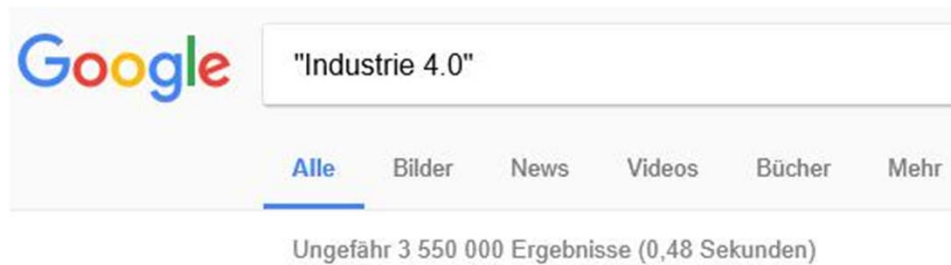 Google "Industrie 4.0"
Alle Bilder News Videos Bücher Mehr
Ungefähr 3 550 000 Ergebnisse (0,48 Sekunden)